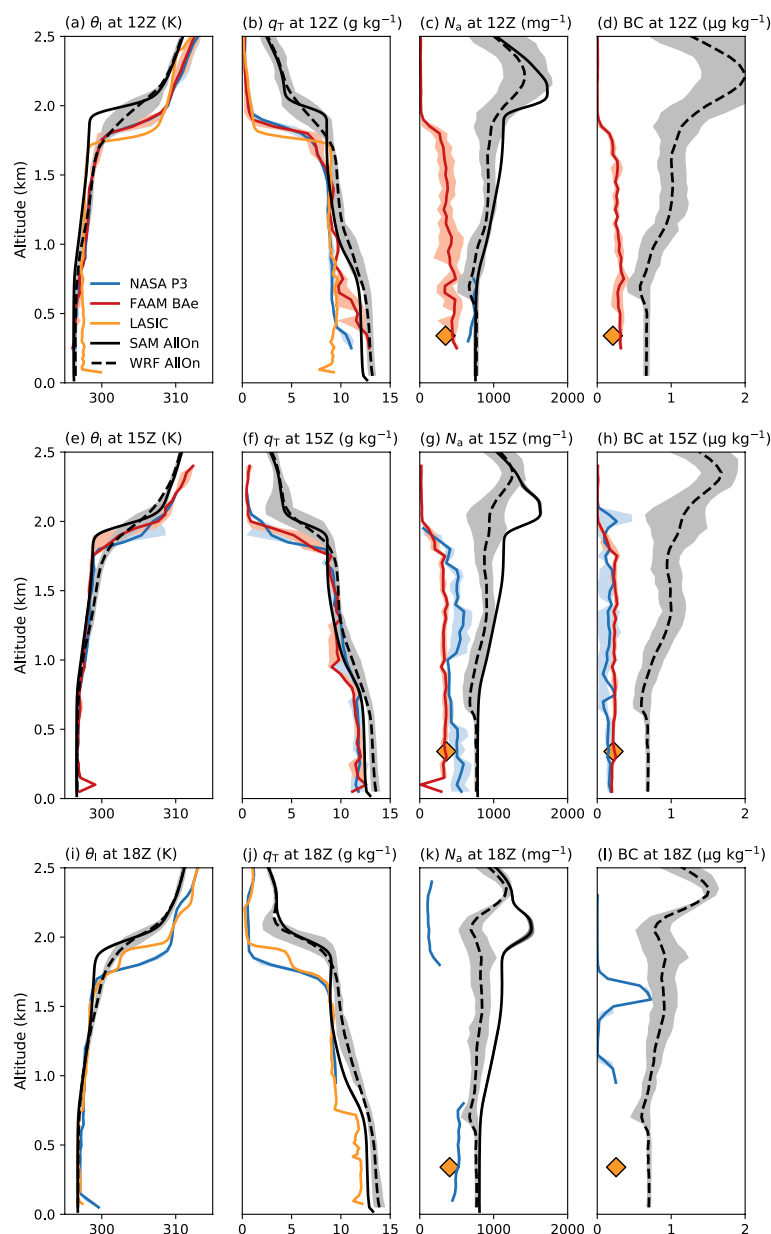 (a) θl at 12Z (K)
(b) qT at 12Z (g kg⁻¹)
(c) Na at 12Z (mg⁻¹)
(d) BC at 12Z (μg kg⁻¹)
2.5
2.0
1.5
1.0
0.5
0.0
Altitude (km)
NASA P3
FAAM BAe
LASIC
SAM AllOn
WRF AllOn
300 310
0 5 10 15
0 1000 2000
0 1 2
(e) θl at 15Z (K)
(f) qT at 15Z (g kg⁻¹)
(g) Na at 15Z (mg⁻¹)
(h) BC at 15Z (μg kg⁻¹)
2.5
2.0
1.5
1.0
0.5
0.0
Altitude (km)
300 310
0 5 10 15
0 1000 2000
0 1 2
(i) θl at 18Z (K)
(j) qT at 18Z (g kg⁻¹)
(k) Na at 18Z (mg⁻¹)
(l) BC at 18Z (μg kg⁻¹)
2.5
2.0
1.5
1.0
0.5
0.0
Altitude (km)
300 310
0 5 10 15
0 1000 2000
0 1 2